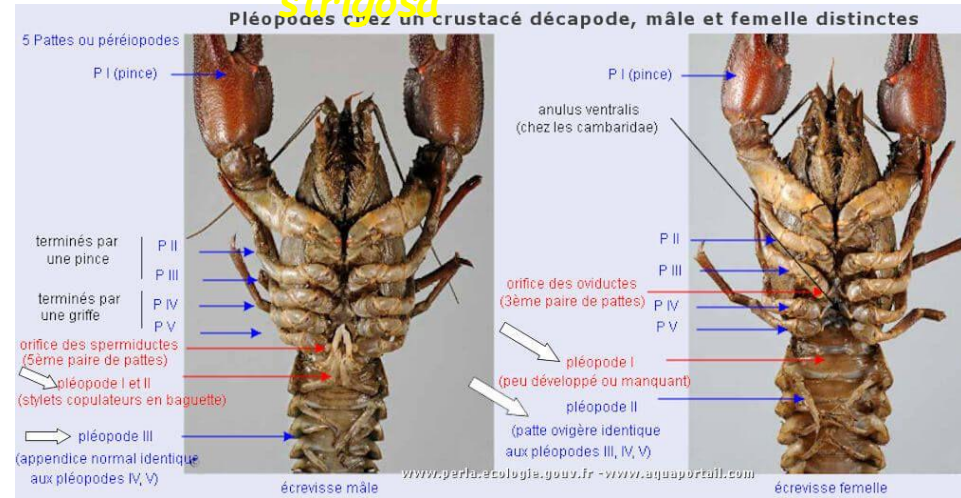 strigosa
Pléopodes chez un crustacé décapode, mâle et femelle distinctes
5 Pattes ou péréiopodes
P I (pince)
terminés par
une pince
P II
P III
terminés par
une griffe
P IV
P V
orifice des spermiductes
(5ème paire de pattes)
pléopode I et II
(stylets copulateurs en baguette)
pléopode III
(appendice normal identique
aux pléopodes IV, V)
écrevisse mâle
P I (pince)
anulus ventralis
(chez les cambaridae)
P II
P III
orifice des oviductes
(3ème paire de pattes)
P IV
P V
pléopode I
(peu développé ou manquant)
pléopode II
(patte ovigère identique
aux pléopodes III, IV, V)
www.perla.ecologie.gouv.fr -www.aquaportail.com
écrevisse femelle